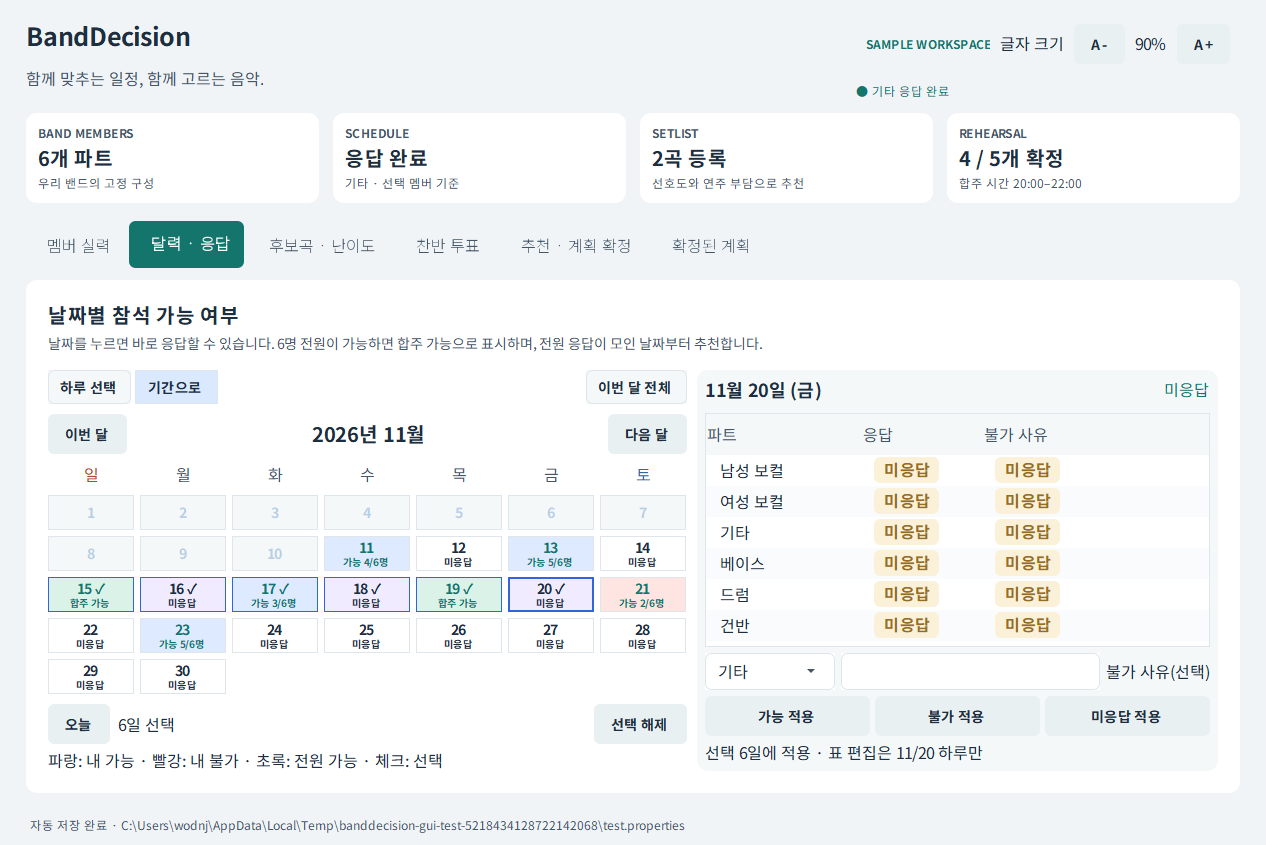 BandDecision
함께 맞추는 일정, 함께 고르는 음악.
SAMPLE WORKSPACE 글자 크기 A- 90% A+
기타 응답 완료
BAND MEMBERS
6개 파트
우리 밴드의 고정 구성
SCHEDULE
응답 완료
기타 · 선택 멤버 기준
SETLIST
2곡 등록
선호도와 연주 부담으로 추천
REHEARSAL
4 / 5개 확정
합주 시간 20:00–22:00
멤버 실력 달력 · 응답 후보곡 · 난이도 찬반 투표 추천 · 계획 확정 확정된 계획
날짜별 참석 가능 여부
날짜를 누르면 바로 응답할 수 있습니다. 6명 전원이 가능하면 합주 가능으로 표시하며, 전원 응답이 모인 날짜부터 추천합니다.
하루 선택 기간으로 이번 달 전체
이번 달 2026년 11월 다음 달
일 월 화 수 목 금 토
1 2 3 4 5 6 7
8 9 10 11 12 13 14
가능 4/6명 미응답 가능 5/6명 미응답
15 ✓ 16 ✓ 17 ✓ 18 ✓ 19 ✓ 20 ✓ 21
합주 가능 미응답 가능 3/6명 미응답 합주 가능 미응답 가능 2/6명
22 23 24 25 26 27 28
미응답 가능 5/6명 미응답 미응답 미응답 미응답 미응답
29 30
미응답 미응답
오늘 6일 선택 선택 해제
파랑: 내 가능 · 빨강: 내 불가 · 초록: 전원 가능 · 체크: 선택
11월 20일 (금) 미응답
파트 응답 불가 사유
남성 보컬 미응답 미응답
여성 보컬 미응답 미응답
기타 미응답 미응답
베이스 미응답 미응답
드럼 미응답 미응답
건반 미응답 미응답
기타 불가 사유(선택)
가능 적용 불가 적용 미응답 적용
선택 6일에 적용 · 표 편집은 11/20 하루만
자동 저장 완료 · C:\Users\wodnj\AppData\Local\Temp\banddecision-gui-test-5218434128722142068\test.properties